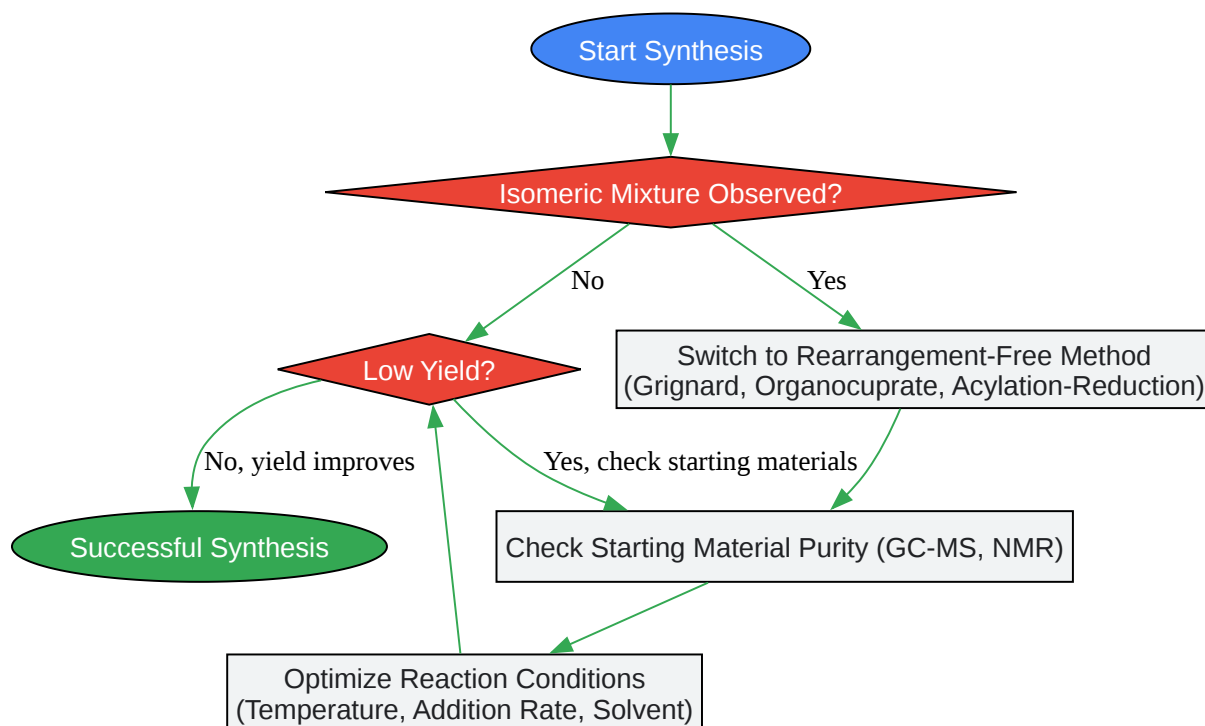 Start Synthesis
Isomeric Mixture Observed?
No
Yes
Low Yield?
Switch to Rearrangement-Free Method
(Grignard, Organocuprate, Acylation-Reduction)
No, yield improves
Yes, check starting materials
Successful Synthesis
Check Starting Material Purity (GC-MS, NMR)
Optimize Reaction Conditions
(Temperature, Addition Rate, Solvent)